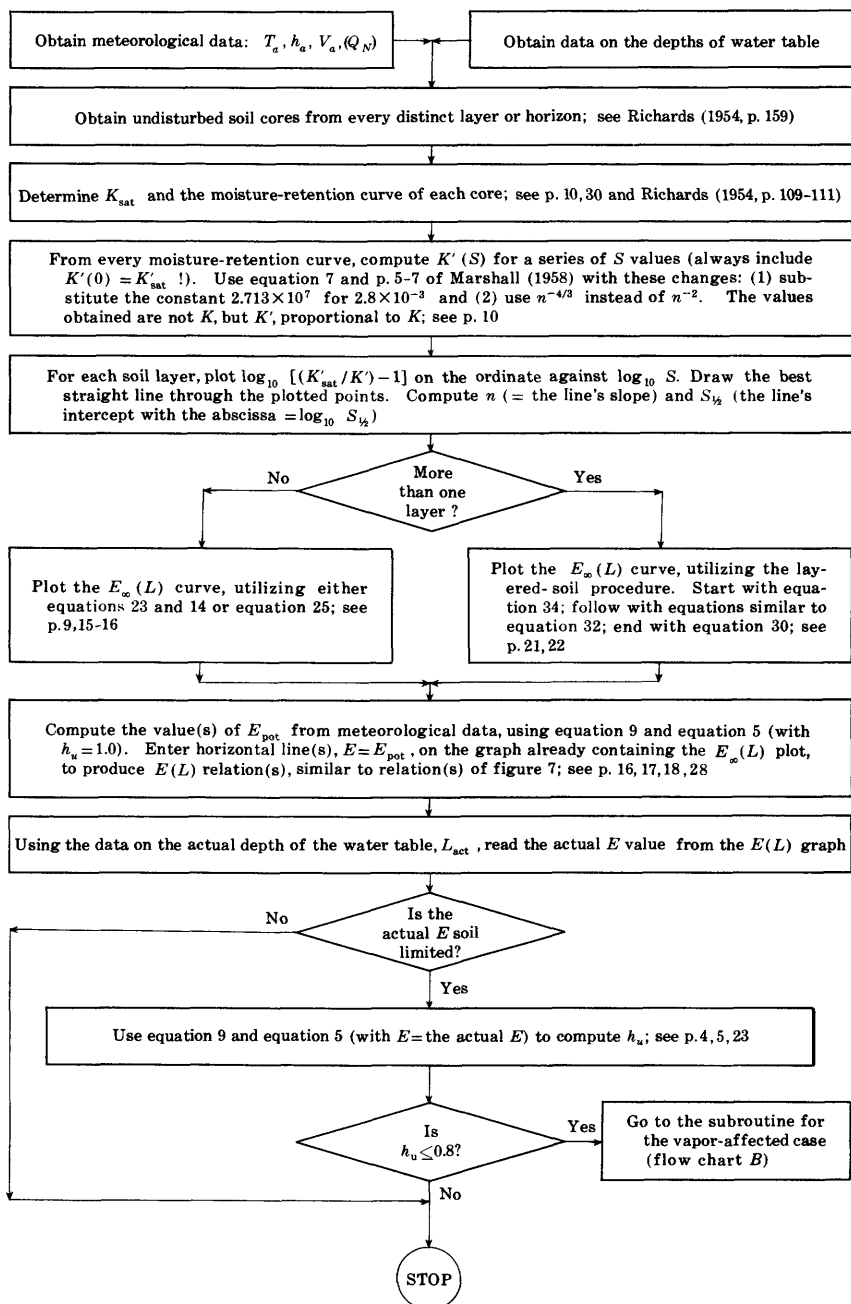 Obtain meteorological data: Tₐ, hₐ, Vₐ, (Q_N)
Obtain data on the depths of water table
Obtain undisturbed soil cores from every distinct layer or horizon; see Richards (1954, p. 159)
Determine K_sat and the moisture-retention curve of each core; see p. 10, 30 and Richards (1954, p. 109-111)
From every moisture-retention curve, compute K′ (S) for a series of S values (always include
K′(0) = K′_sat !). Use equation 7 and p. 5-7 of Marshall (1958) with these changes: (1) sub-
stitute the constant 2.713×10⁷ for 2.8×10⁻³ and (2) use n⁻⁴/³ instead of n⁻². The values
obtained are not K, but K′, proportional to K; see p. 10
For each soil layer, plot log₁₀ [(K′_sat /K′)−1] on the ordinate against log₁₀ S. Draw the best
straight line through the plotted points. Compute n (= the line's slope) and S_½ (the line's
intercept with the abscissa = log₁₀ S_½)
No
More
than one
layer ?
Yes
Plot the E_∞ (L) curve, utilizing either
equations 23 and 14 or equation 25; see
p. 9, 15-16
Plot the E_∞ (L) curve, utilizing the lay-
ered-soil procedure. Start with equa-
tion 34; follow with equations similar to
equation 32; end with equation 30; see
p. 21, 22
Compute the value(s) of E_pot from meteorological data, using equation 9 and equation 5 (with
h_u = 1.0). Enter horizontal line(s), E = E_pot, on the graph already containing the E_∞ (L) plot,
to produce E(L) relation(s), similar to relation(s) of figure 7; see p. 16, 17, 18, 28
Using the data on the actual depth of the water table, L_act , read the actual E value from the E(L) graph
No
Is the
actual E soil
limited?
Yes
Use equation 9 and equation 5 (with E = the actual E) to compute h_u; see p. 4, 5, 23
Is
h_u ≤ 0.8?
Yes
Go to the subroutine for
the vapor-affected case
(flow chart B)
No
STOP